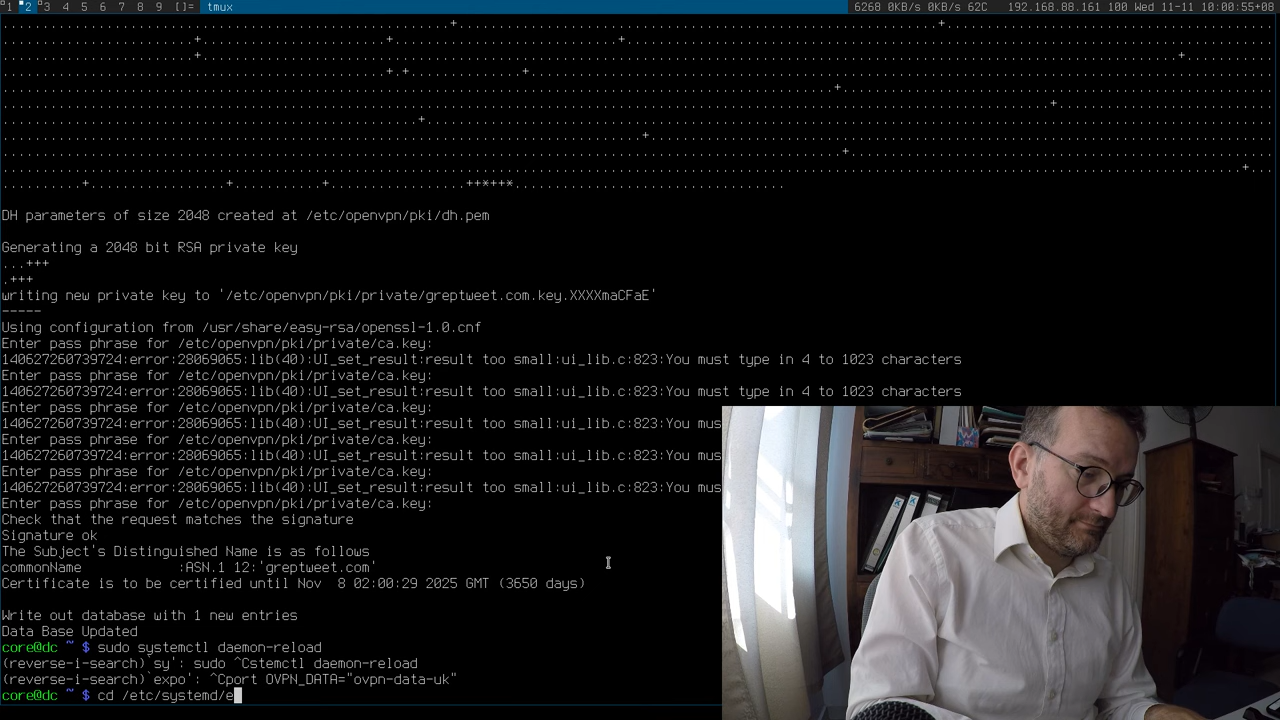 1 2 3 4 5 6 7 8 9 []= tmux 6268 0KB/s 0KB/s 62C 192.168.88.161 100 Wed 11-11 10:00:55+08
DH parameters of size 2048 created at /etc/openvpn/pki/dh.pem
Generating a 2048 bit RSA private key
...+++
.+++
writing new private key to '/etc/openvpn/pki/private/greptweet.com.key.XXXXmaCFaE'
-----
Using configuration from /usr/share/easy-rsa/openssl-1.0.cnf
Enter pass phrase for /etc/openvpn/pki/private/ca.key:
140627260739724:error:28069065:lib(40):UI_set_result:result too small:ui_lib.c:823:You must type in 4 to 1023 characters
Enter pass phrase for /etc/openvpn/pki/private/ca.key:
140627260739724:error:28069065:lib(40):UI_set_result:result too small:ui_lib.c:823:You must type in 4 to 1023 characters
Enter pass phrase for /etc/openvpn/pki/private/ca.key:
140627260739724:error:28069065:lib(40):UI_set_result:result too small:ui_lib.c:823:You mus
Enter pass phrase for /etc/openvpn/pki/private/ca.key:
140627260739724:error:28069065:lib(40):UI_set_result:result too small:ui_lib.c:823:You mus
Enter pass phrase for /etc/openvpn/pki/private/ca.key:
140627260739724:error:28069065:lib(40):UI_set_result:result too small:ui_lib.c:823:You mus
Enter pass phrase for /etc/openvpn/pki/private/ca.key:
Check that the request matches the signature
Signature ok
The Subject's Distinguished Name is as follows
commonName            :ASN.1 12:'greptweet.com'
Certificate is to be certified until Nov  8 02:00:29 2025 GMT (3650 days)
Write out database with 1 new entries
Data Base Updated
core@dc ~ $ sudo systemctl daemon-reload
(reverse-i-search)`sy': sudo ^Cstemctl daemon-reload
(reverse-i-search)`expo': ^Cport OVPN_DATA="ovpn-data-uk"
core@dc ~ $ cd /etc/systemd/e